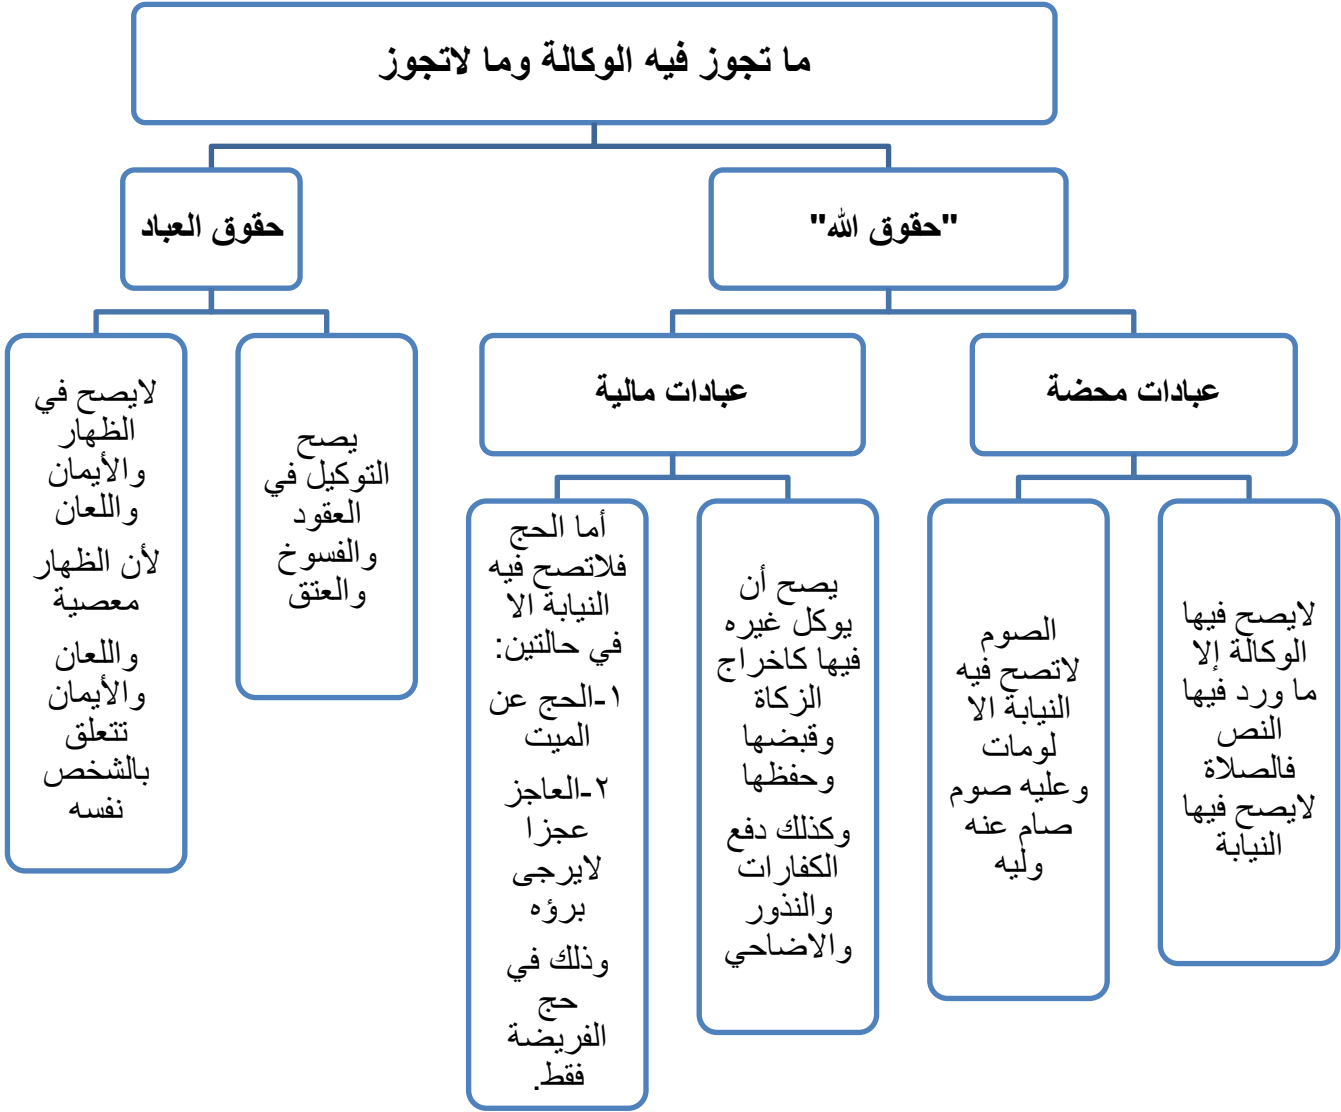 ما تجوز فيه الوكالة وما لاتجوز
"حقوق الله"
حقوق العباد
عبادات محضة
عبادات مالية
لايصح فيها
الوكالة إلا
ما ورد فيها
النص
فالصلاة
لايصح فيها
النيابة
الصوم
لاتصح فيه
النيابة الا
لومات
وعليه صوم
صام عنه
وليه
يصح أن
يوكل غيره
فيها كاخراج
الزكاة
وقبضها
وحفظها
وكذلك دفع
الكفارات
والنذور
والاضاحي
أما الحج
فلاتصح فيه
النيابة الا
في حالتين:
١-الحج عن
الميت
٢-العاجز
عجزا
لايرجى
برؤه
وذلك في
حج
الفريضة
فقط.
يصح
التوكيل في
العقود
والفسوخ
والعتق
لايصح في
الظهار
والأيمان
واللعان
لأن الظهار
معصية
واللعان
والأيمان
تتعلق
بالشخص
نفسه